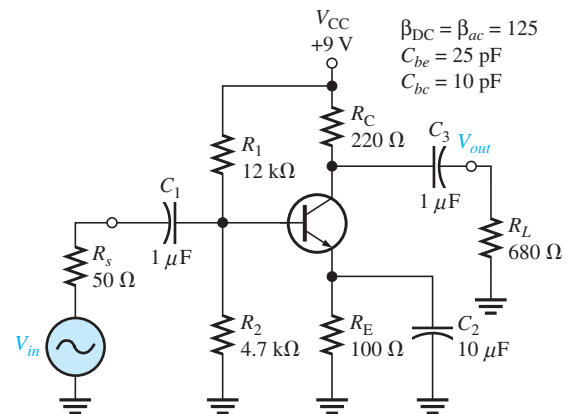 V_CC
+9 V
β_DC = β_ac = 125
C_be = 25 pF
C_bc = 10 pF
R_C
220 Ω
C_3
V_out
1 μF
R_1
12 kΩ
C_1
1 μF
R_s
50 Ω
R_L
680 Ω
V_in
R_2
4.7 kΩ
R_E
100 Ω
C_2
10 μF